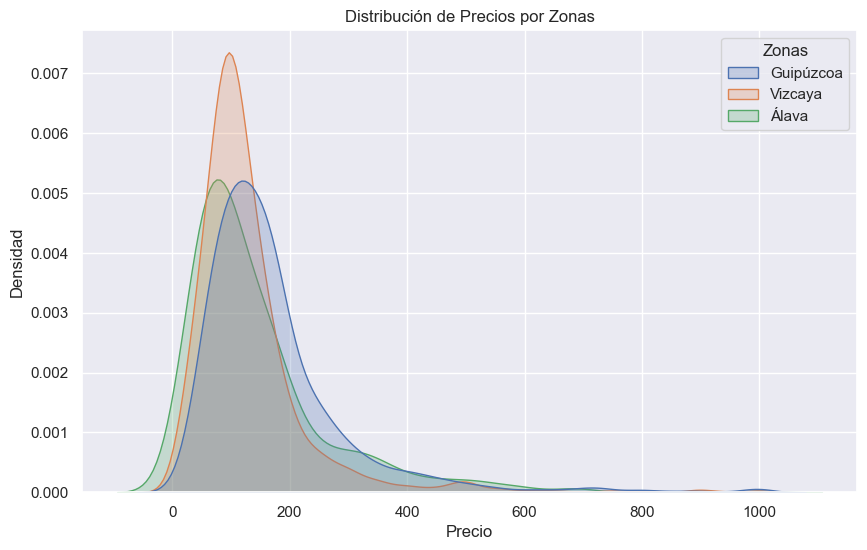 Distribución de Precios por Zonas
Zonas
Guipúzcoa
Vizcaya
Álava
Densidad
0.007
0.006
0.005
0.004
0.003
0.002
0.001
0.000
0
200
400
600
800
1000
Precio